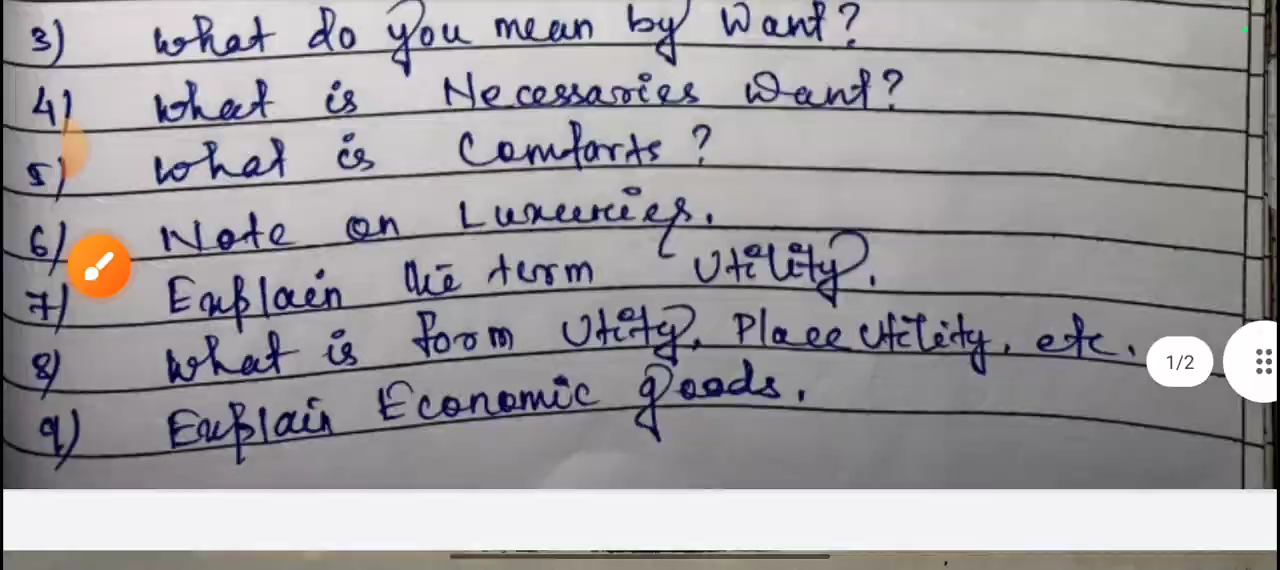 3) What do you mean by Want?
4) What is Necessaries Want?
5) What is Comforts?
6) Note on Luxuries.
7) Explain the term Utility.
8) What is form Utity, Place Utility, etc.
1/2
9) Explain Economic goods.